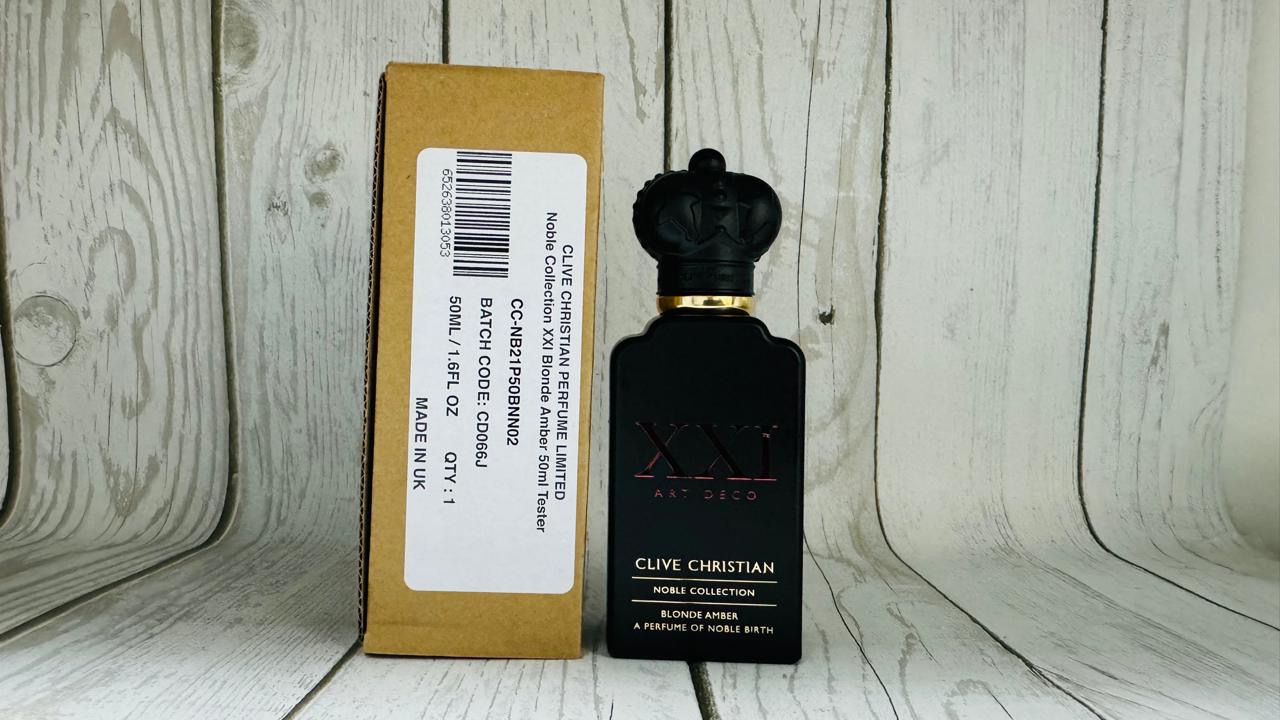 CLIVE CHRISTIAN PERFUME LIMITED
Noble Collection XXI Blonde Amber 50ml Tester
CC-NB21P50BNN02
BATCH CODE: CD066J
50ML / 1.6FL OZ QTY : 1
MADE IN UK
652638013053
XXI
ART DECO
CLIVE CHRISTIAN
NOBLE COLLECTION
BLONDE AMBER
A PERFUME OF NOBLE BIRTH